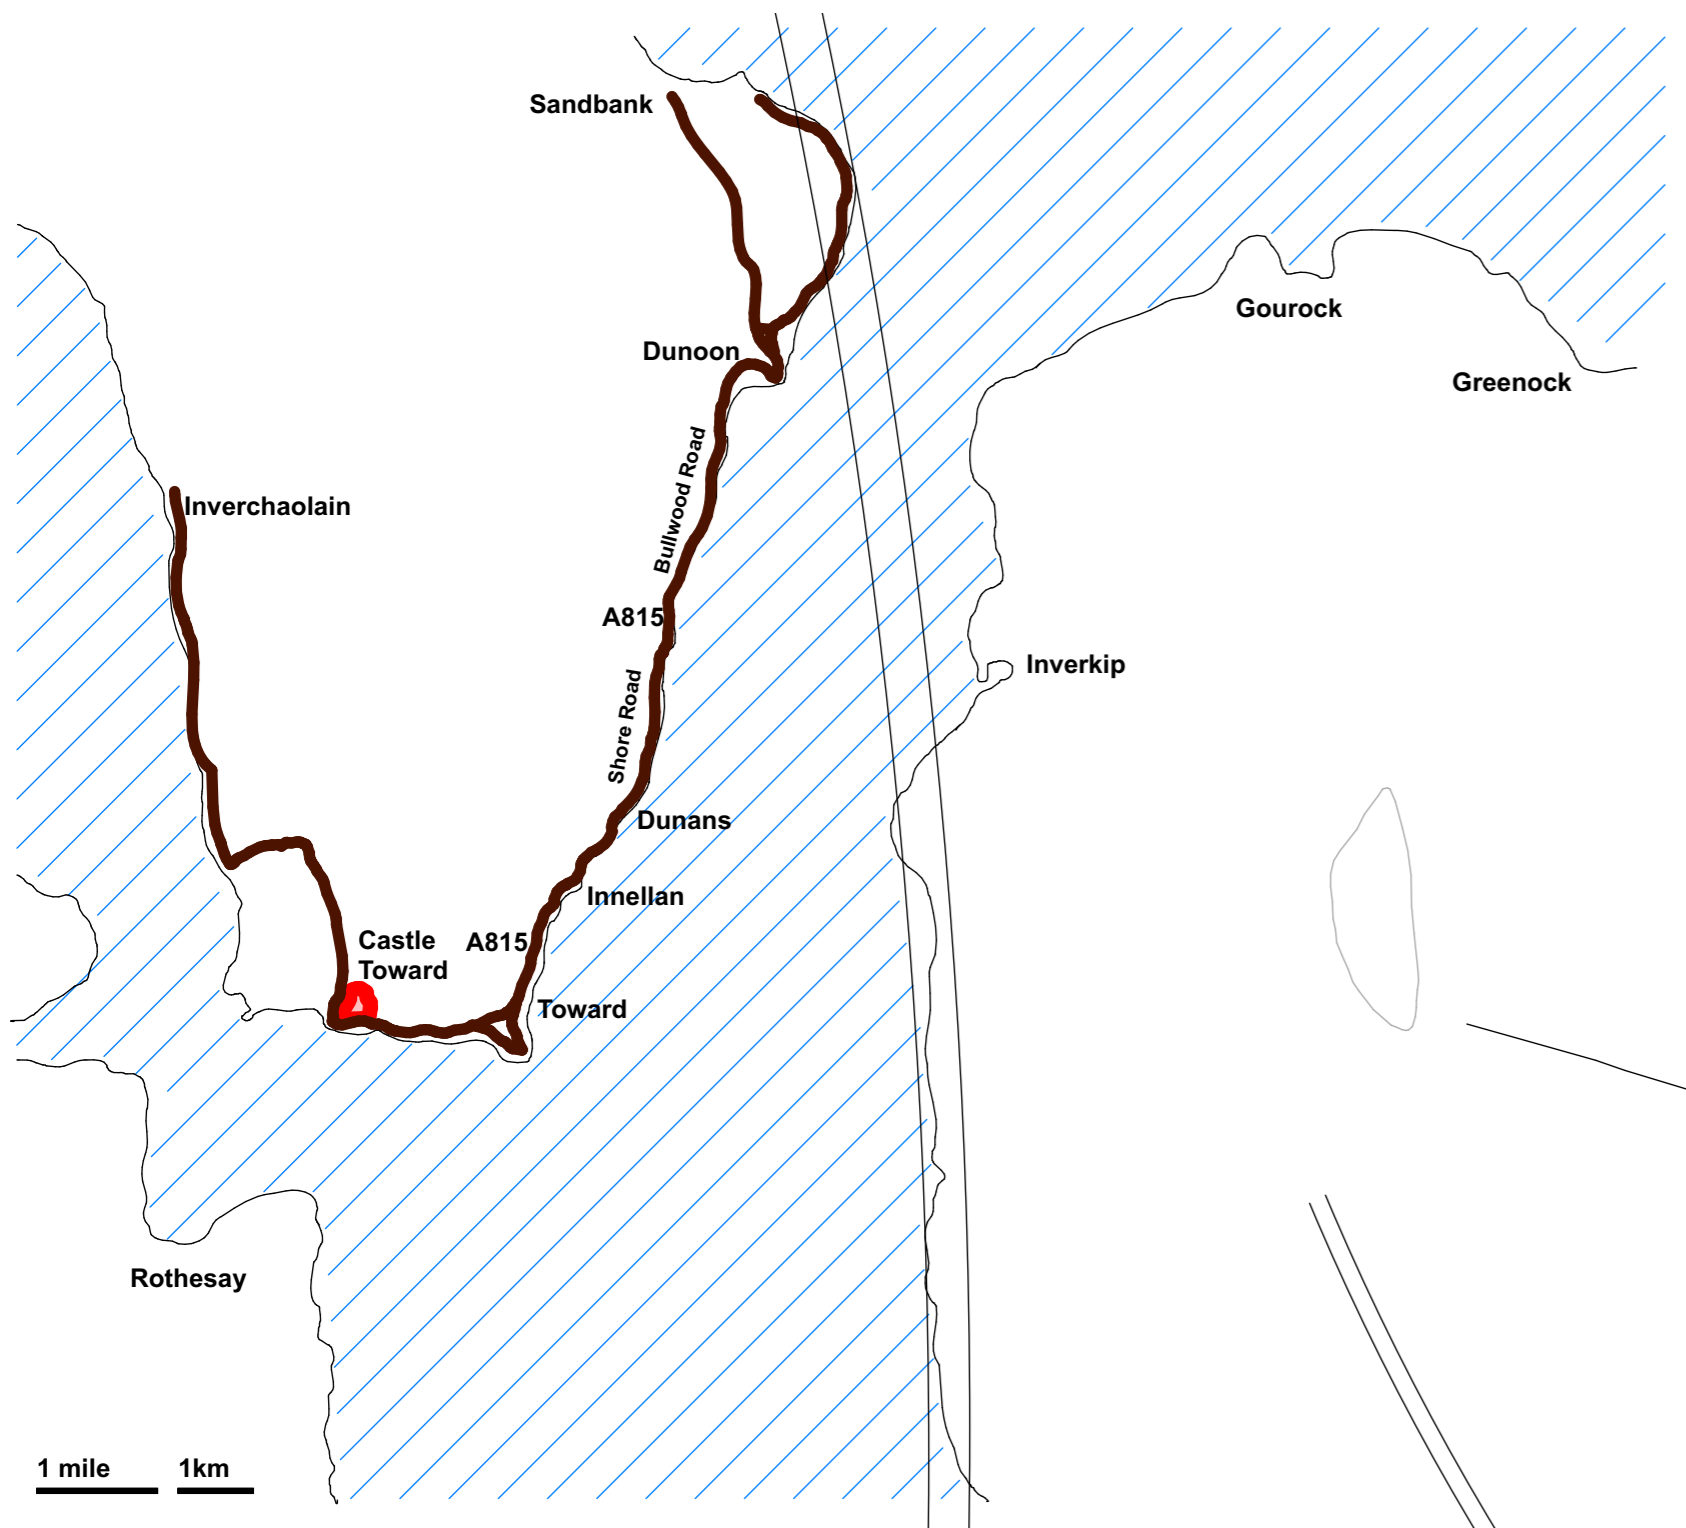 Sandbank
Gourock
Dunoon
Greenock
Bullwood Road
Inverchaolain
A815
Inverkip
Shore Road
Dunans
Innellan
Castle
Toward
A815
Toward
Rothesay
1 mile
1km